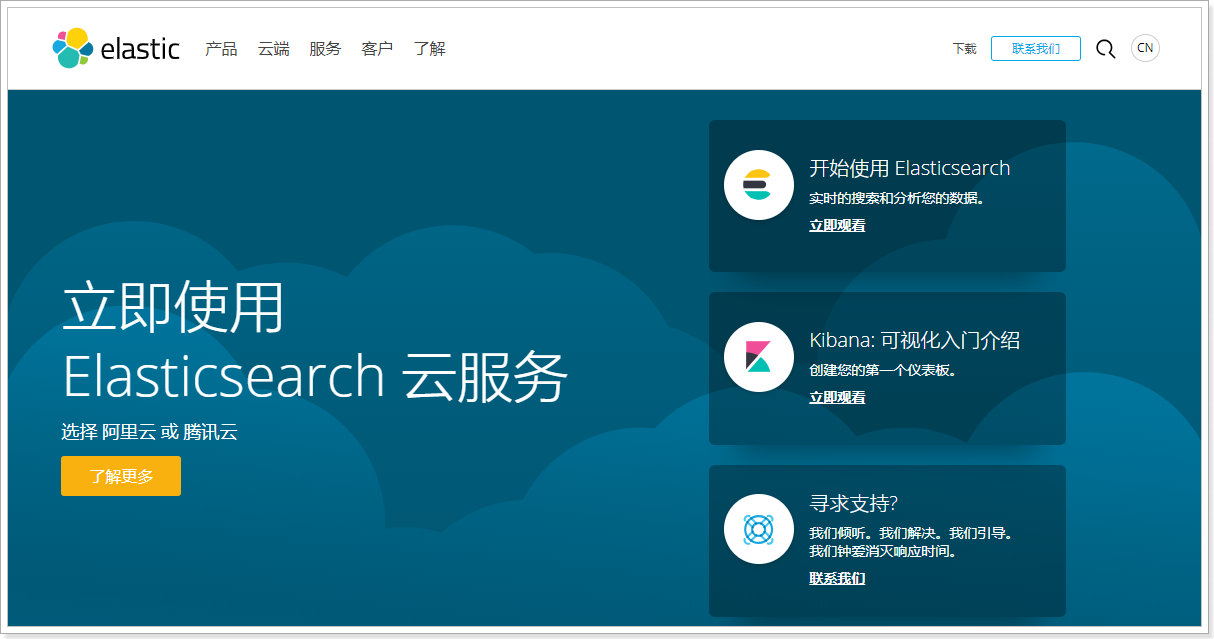 elastic 产品 云端 服务 客户 了解 下载 联系我们 CN
立即使用
Elasticsearch 云服务
选择 阿里云 或 腾讯云
了解更多
开始使用 Elasticsearch
实时的搜索和分析您的数据。
立即观看
Kibana: 可视化入门介绍
创建您的第一个仪表板。
立即观看
寻求支持?
我们倾听。我们解决。我们引导。
我们钟爱消灭响应时间。
联系我们